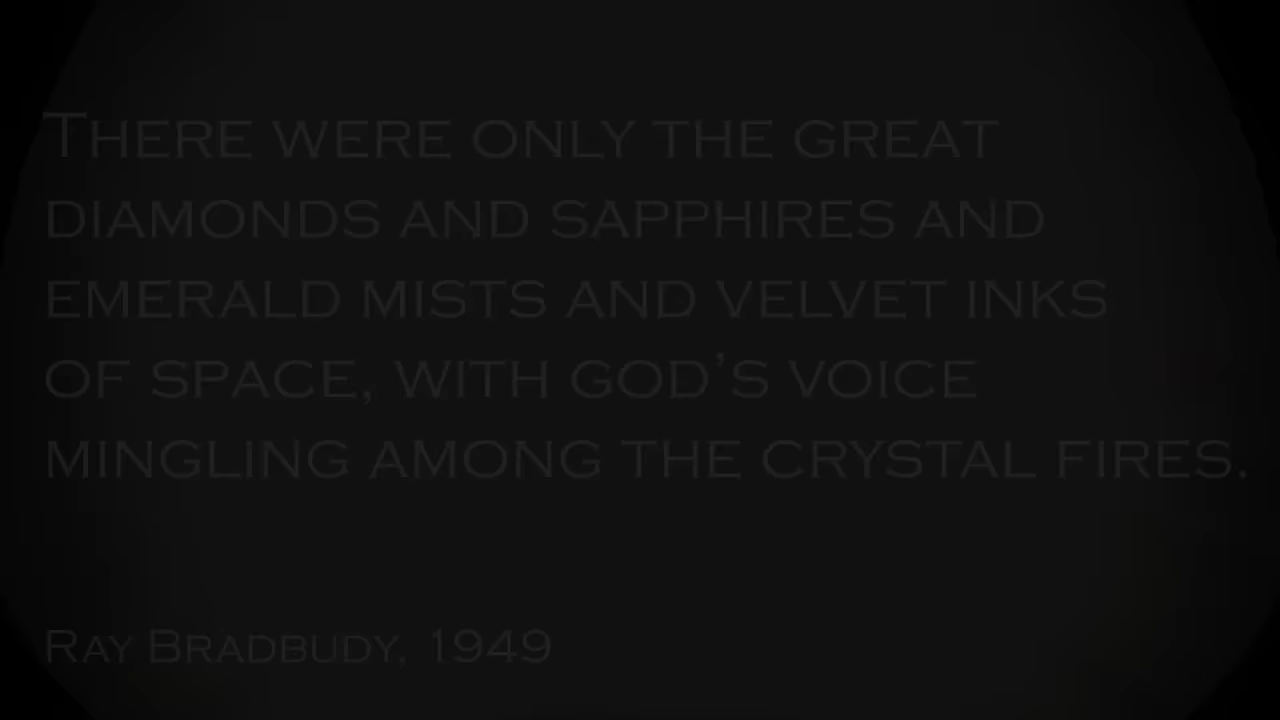 There were only the great
diamonds and sapphires and
emerald mists and velvet inks
of space, with god's voice
mingling among the crystal fires.
Ray Bradbudy, 1949